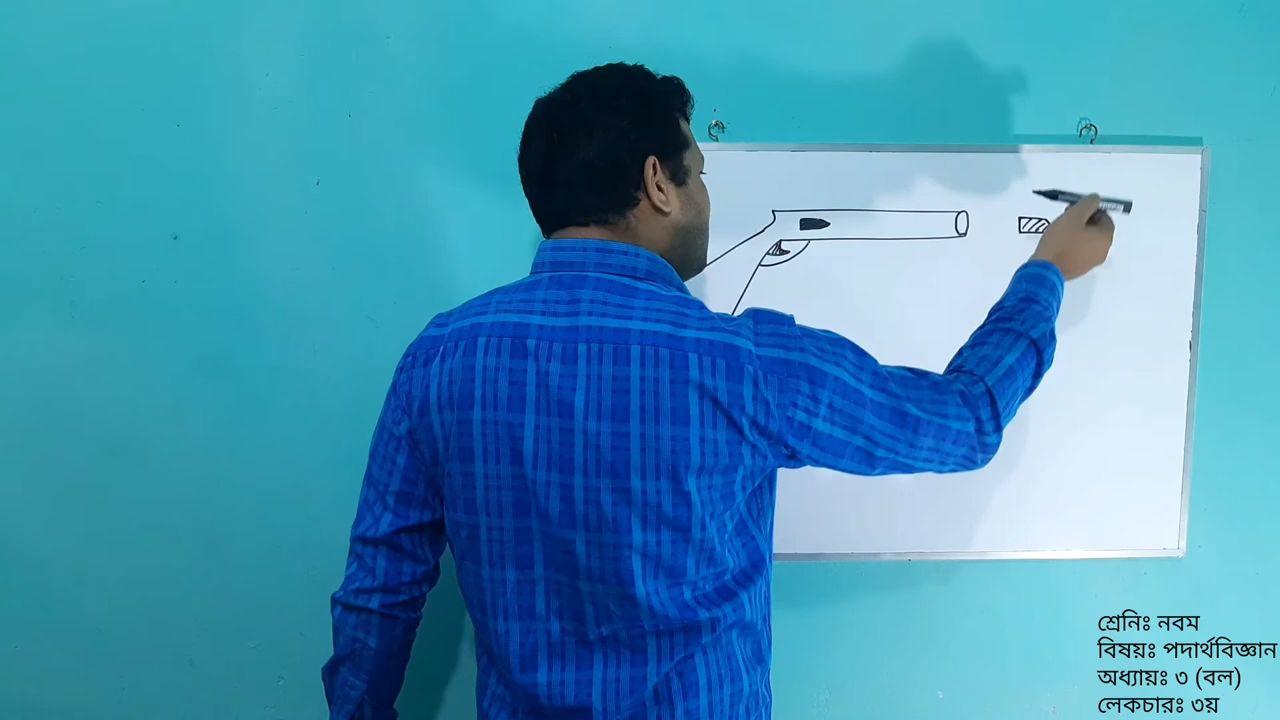 শ্রেনিঃ নবম
বিষয়ঃ পদার্থবিজ্ঞান
অধ্যায়ঃ ৩ (বল)
লেকচারঃ ৩য়